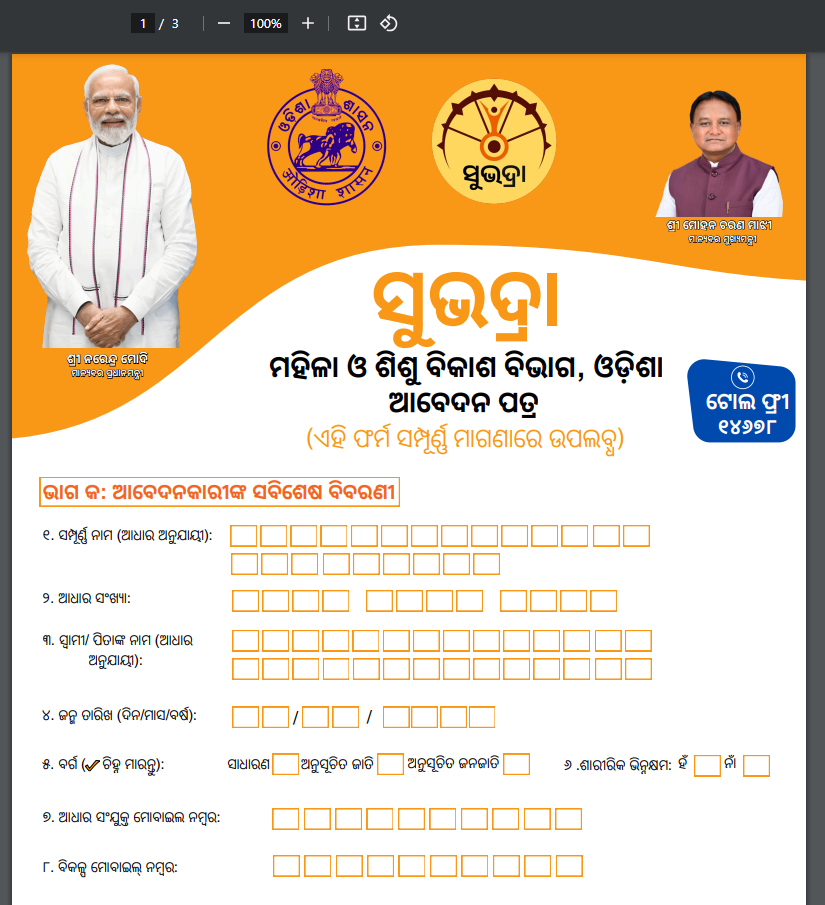 1 / 3 100%
ଓଡ଼ିଶା ଶାସନ
ओड़िशा शासन
ସୁଭଦ୍ରା
ଶ୍ରୀ ମୋହନ ଚରଣ ମାଝୀ
ମାନ୍ୟବର ମୁଖ୍ୟମନ୍ତ୍ରୀ
ଶ୍ରୀ ନରେନ୍ଦ୍ର ମୋଦି
ମାନ୍ୟବର ପ୍ରଧାନମନ୍ତ୍ରୀ
ସୁଭଦ୍ରା
ମହିଳା ଓ ଶିଶୁ ବିକାଶ ବିଭାଗ, ଓଡ଼ିଶା
ଆବେଦନ ପତ୍ର
(ଏହି ଫର୍ମ ସମ୍ପୂର୍ଣ୍ଣ ମାଗଣାରେ ଉପଲବ୍ଧ)
ଟୋଲ ଫ୍ରୀ
୧୪୬୭୮
ଭାଗ କ: ଆବେଦନକାରୀଙ୍କ ସବିଶେଷ ବିବରଣୀ
୧. ସମ୍ପୂର୍ଣ୍ଣ ନାମ (ଆଧାର ଅନୁଯାୟୀ):
୨. ଆଧାର ସଂଖ୍ୟା:
୩. ସ୍ୱାମୀ/ ପିତାଙ୍କ ନାମ (ଆଧାର
ଅନୁଯାୟୀ):
୪. ଜନ୍ମ ତାରିଖ (ଦିନ/ମାସ/ବର୍ଷ): / /
୫. ବର୍ଗ (✓ ଚିହ୍ନ ମାରନ୍ତୁ): ସାଧାରଣ ଅନୁସୂଚିତ ଜାତି ଅନୁସୂଚିତ ଜନଜାତି ୬ .ଶାରୀରିକ ଭିନ୍ନକ୍ଷମ: ହଁ ନାଁ
୭. ଆଧାର ସଂଯୁକ୍ତ ମୋବାଇଲ ନମ୍ବର:
୮. ବିକଳ୍ପ ମୋବାଇଲ୍ ନମ୍ବର: